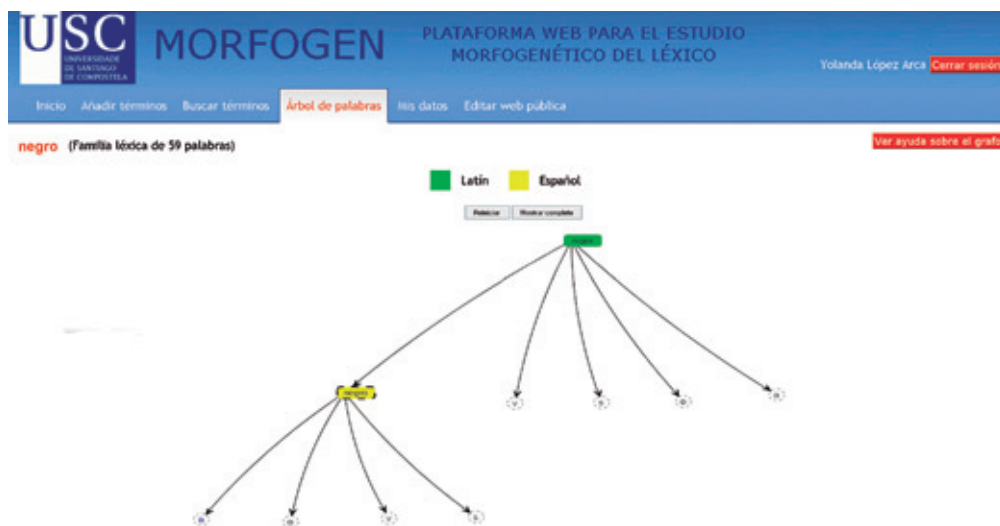 USC
UNIVERSIDADE
DE SANTIAGO
DE COMPOSTELA
MORFOGEN
PLATAFORMA WEB PARA EL ESTUDIO
MORFOGENÉTICO DEL LÉXICO
Yolanda López Arca Cerrar sesión
Inicio Añadir términos Buscar términos Árbol de palabras Mis datos Editar web pública
negro (Familia léxica de 59 palabras)
Ver ayuda sobre el grafo
Latín Español
Reiniciar Mostrar completo